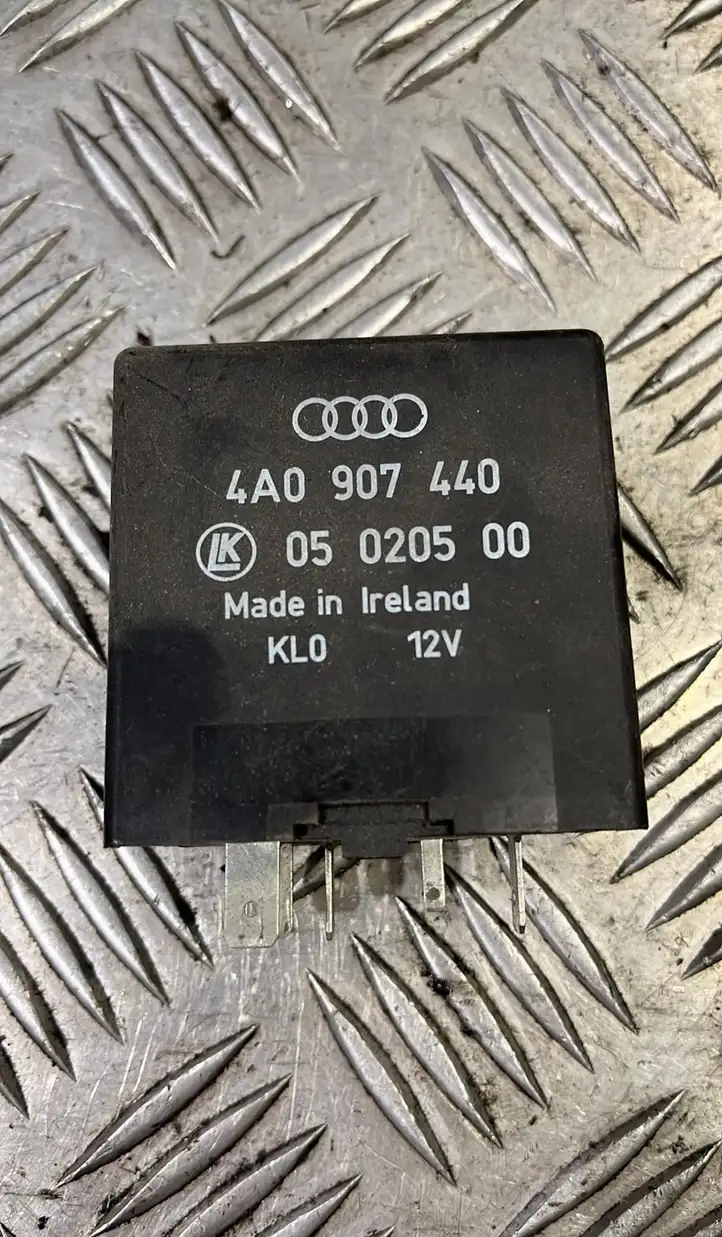 4A0 907 440
LK 05 0205 00
Made in Ireland
KL0 12V